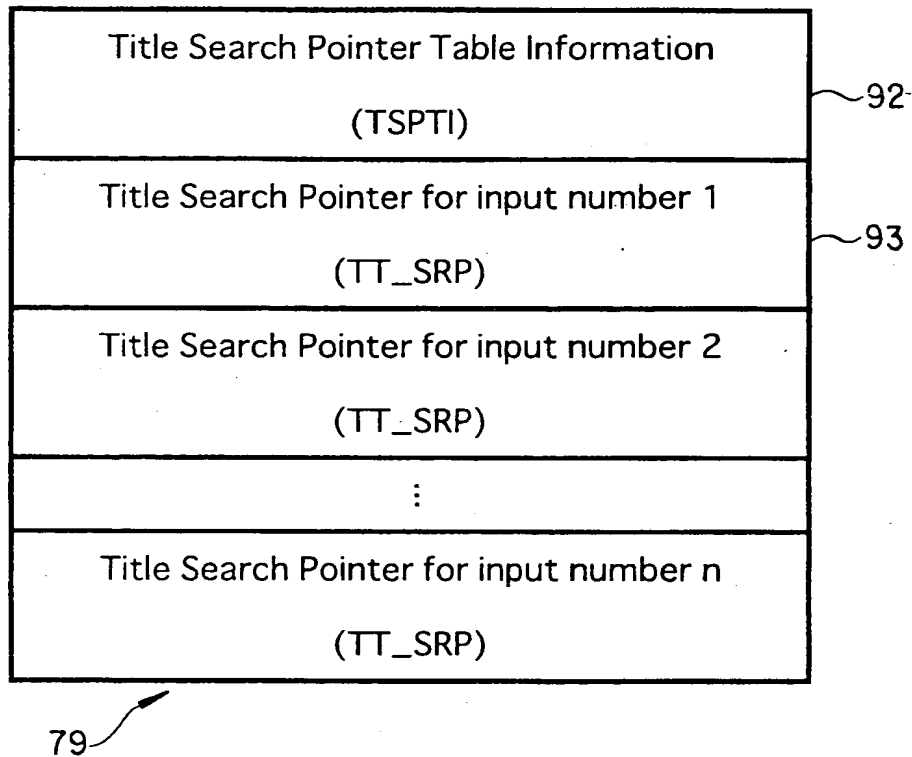 Title Search Pointer Table Information
(TSPTI)
92
Title Search Pointer for input number 1
(TT_SRP)
93
Title Search Pointer for input number 2
(TT_SRP)
⋮
Title Search Pointer for input number n
(TT_SRP)
79